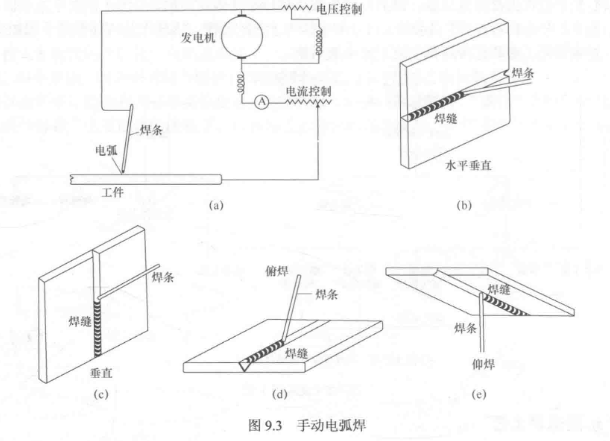 电压控制
发电机
电流控制
A
焊条
电弧
工件
(a)
焊条
焊缝
水平垂直
(b)
焊条
焊缝
垂直
(c)
俯焊
焊条
焊缝
(d)
焊缝
焊条
仰焊
(e)
图 9.3 手动电弧焊